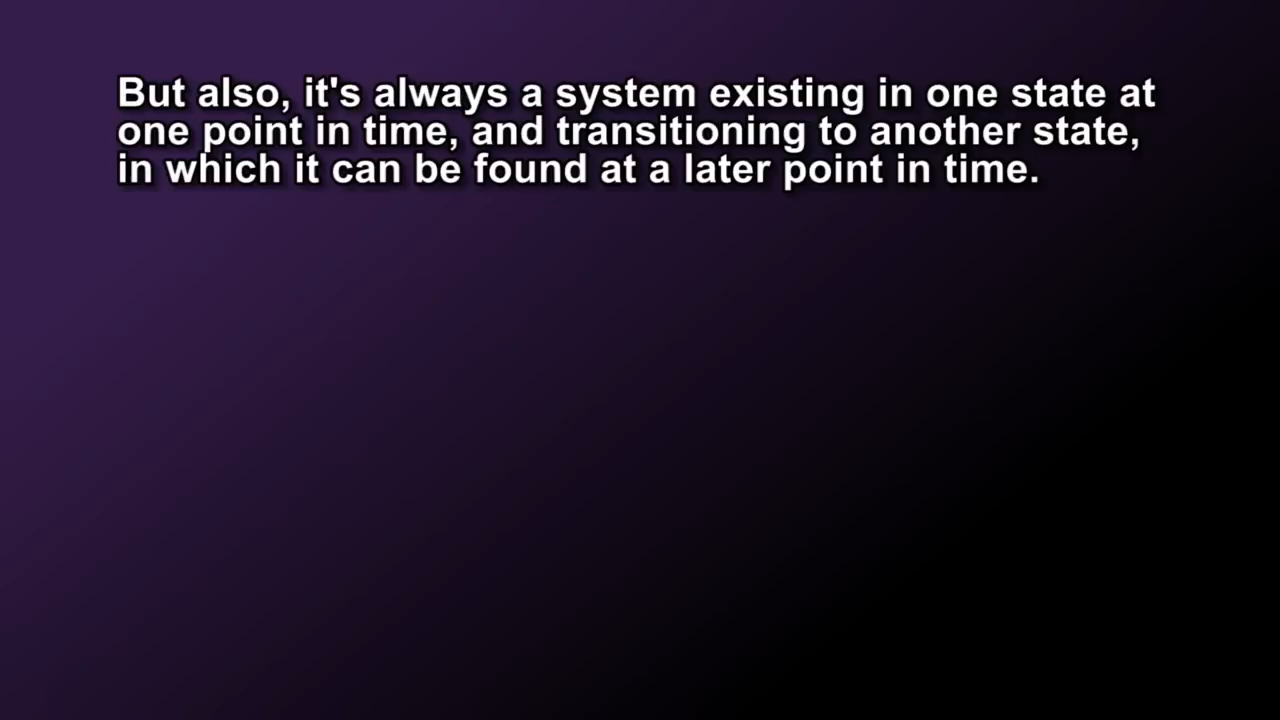 But also, it's always a system existing in one state at
one point in time, and transitioning to another state,
in which it can be found at a later point in time.